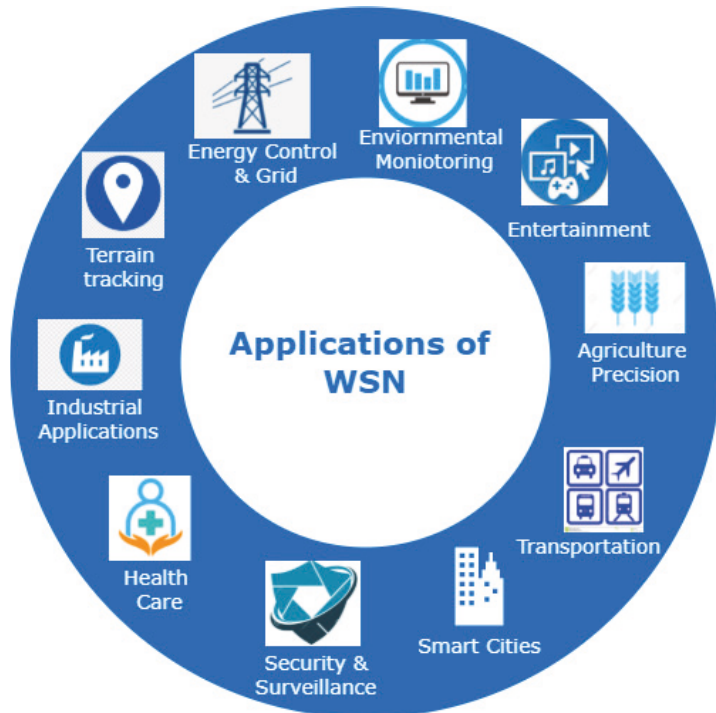 Applications of
WSN
Energy Control
& Grid
Enviornmental
Moniotoring
Entertainment
Agriculture
Precision
Transportation
Smart Cities
Security &
Surveillance
Health
Care
Industrial
Applications
Terrain
tracking